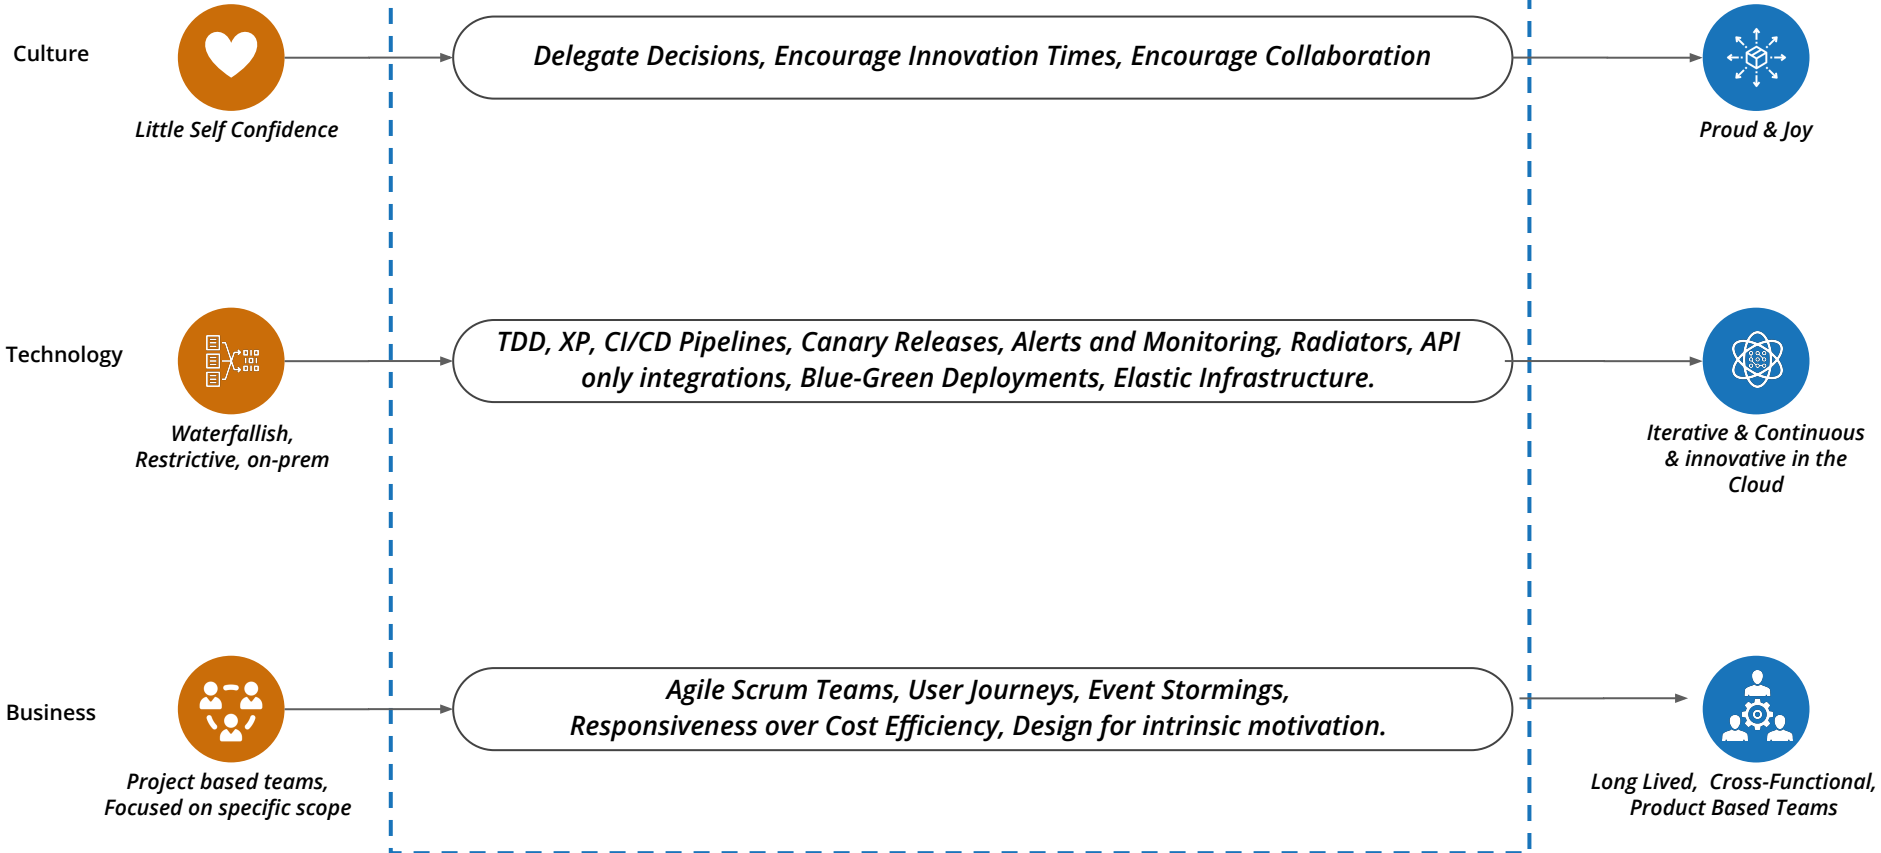 Culture
Little Self Confidence
Delegate Decisions, Encourage Innovation Times, Encourage Collaboration
Proud & Joy
Technology
Waterfallish,
Restrictive, on-prem
TDD, XP, CI/CD Pipelines, Canary Releases, Alerts and Monitoring, Radiators, API
only integrations, Blue-Green Deployments, Elastic Infrastructure.
Iterative & Continuous
& innovative in the
Cloud
Business
Project based teams,
Focused on specific scope
Agile Scrum Teams, User Journeys, Event Stormings,
Responsiveness over Cost Efficiency, Design for intrinsic motivation.
Long Lived, Cross-Functional,
Product Based Teams